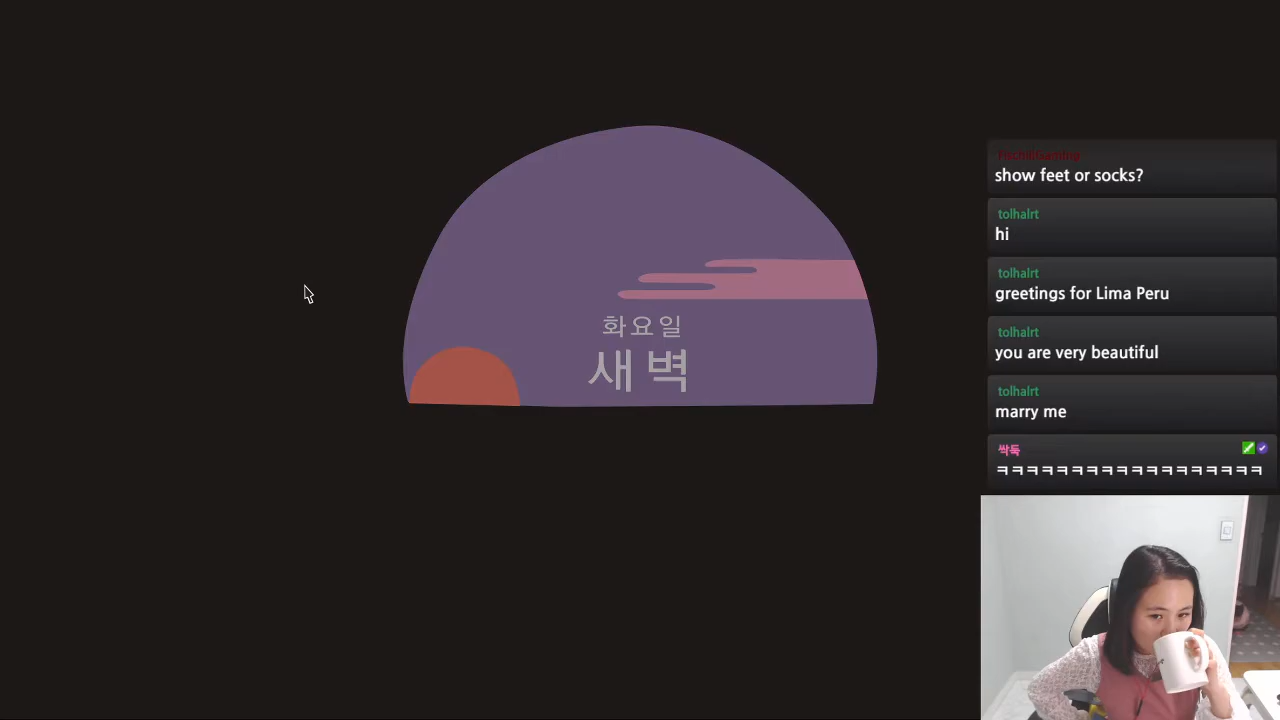 화요일
새벽
show feet or socks?
tolhalrt
hi
tolhalrt
greetings for Lima Peru
tolhalrt
you are very beautiful
tolhalrt
marry me
싹둑
ㅋㅋㅋㅋㅋㅋㅋㅋㅋㅋㅋㅋㅋㅋㅋㅋㅋㅋ